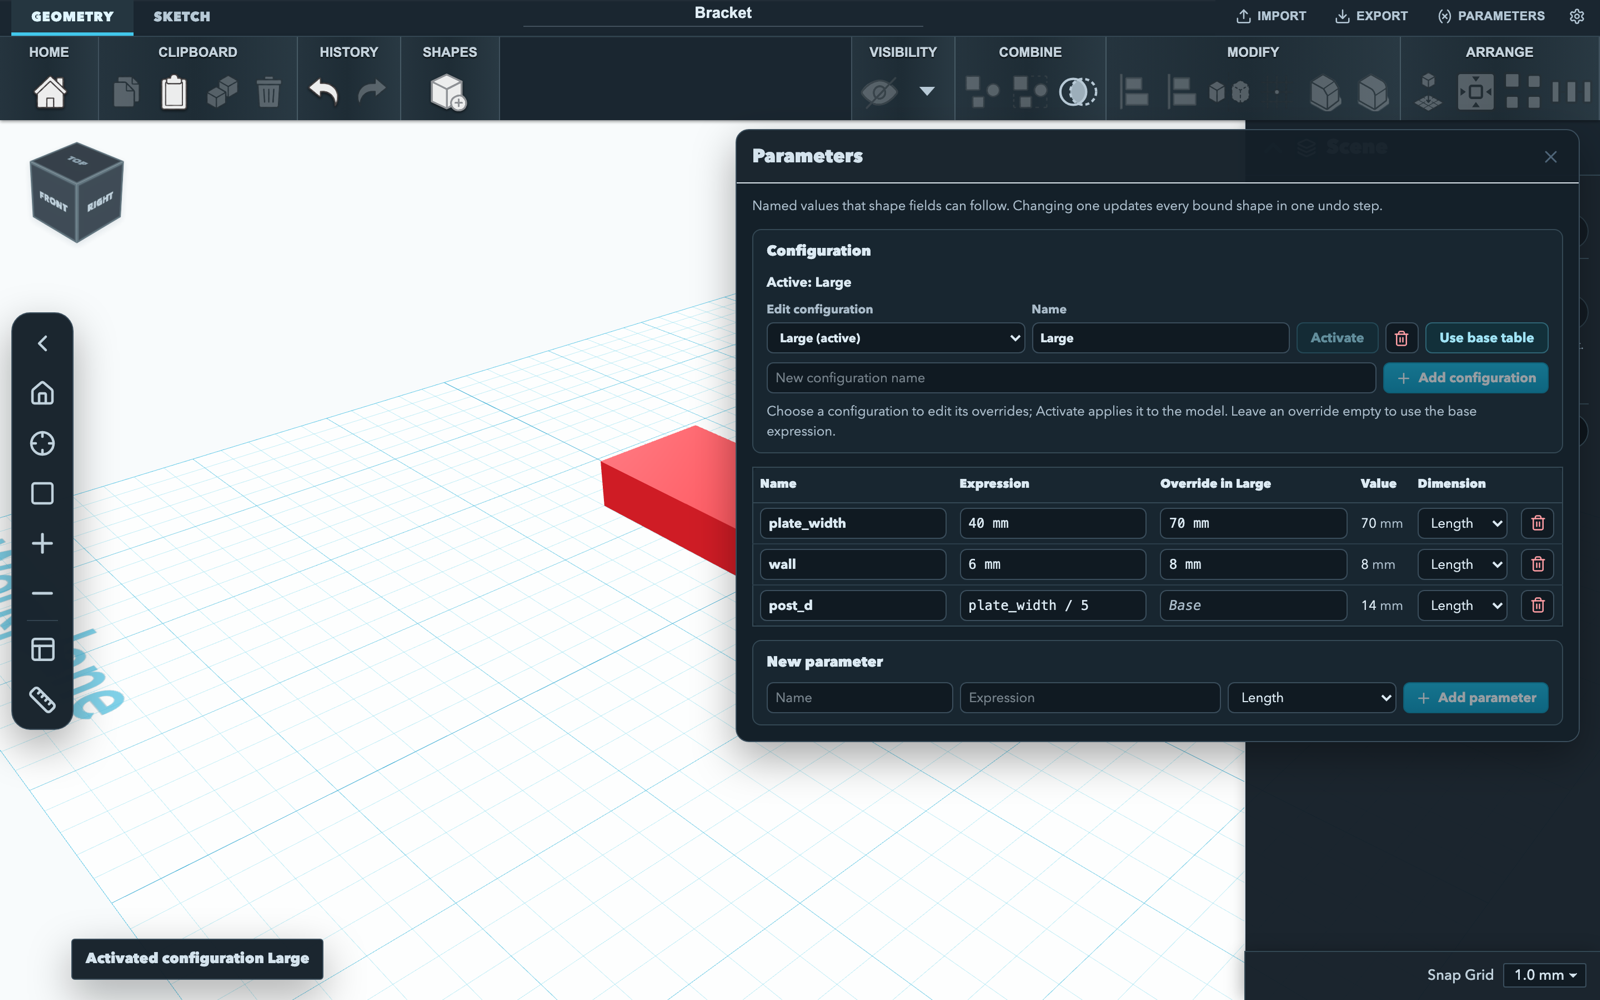 GEOMETRY
SKETCH
Bracket
IMPORT
EXPORT
PARAMETERS
HOME
CLIPBOARD
HISTORY
SHAPES
VISIBILITY
COMBINE
MODIFY
ARRANGE
TOP
FRONT
RIGHT
Parameters
Scene
Named values that shape fields can follow. Changing one updates every bound shape in one undo step.
Configuration
Active: Large
Edit configuration
Name
Large (active)
Large
Activate
Use base table
New configuration name
+ Add configuration
Choose a configuration to edit its overrides; Activate applies it to the model. Leave an override empty to use the base
expression.
Name Expression Override in Large Value Dimension
plate_width 40 mm 70 mm 70 mm Length
wall 6 mm 8 mm 8 mm Length
post_d plate_width / 5 Base 14 mm Length
New parameter
Name Expression Length + Add parameter
Activated configuration Large
Snap Grid 1.0 mm